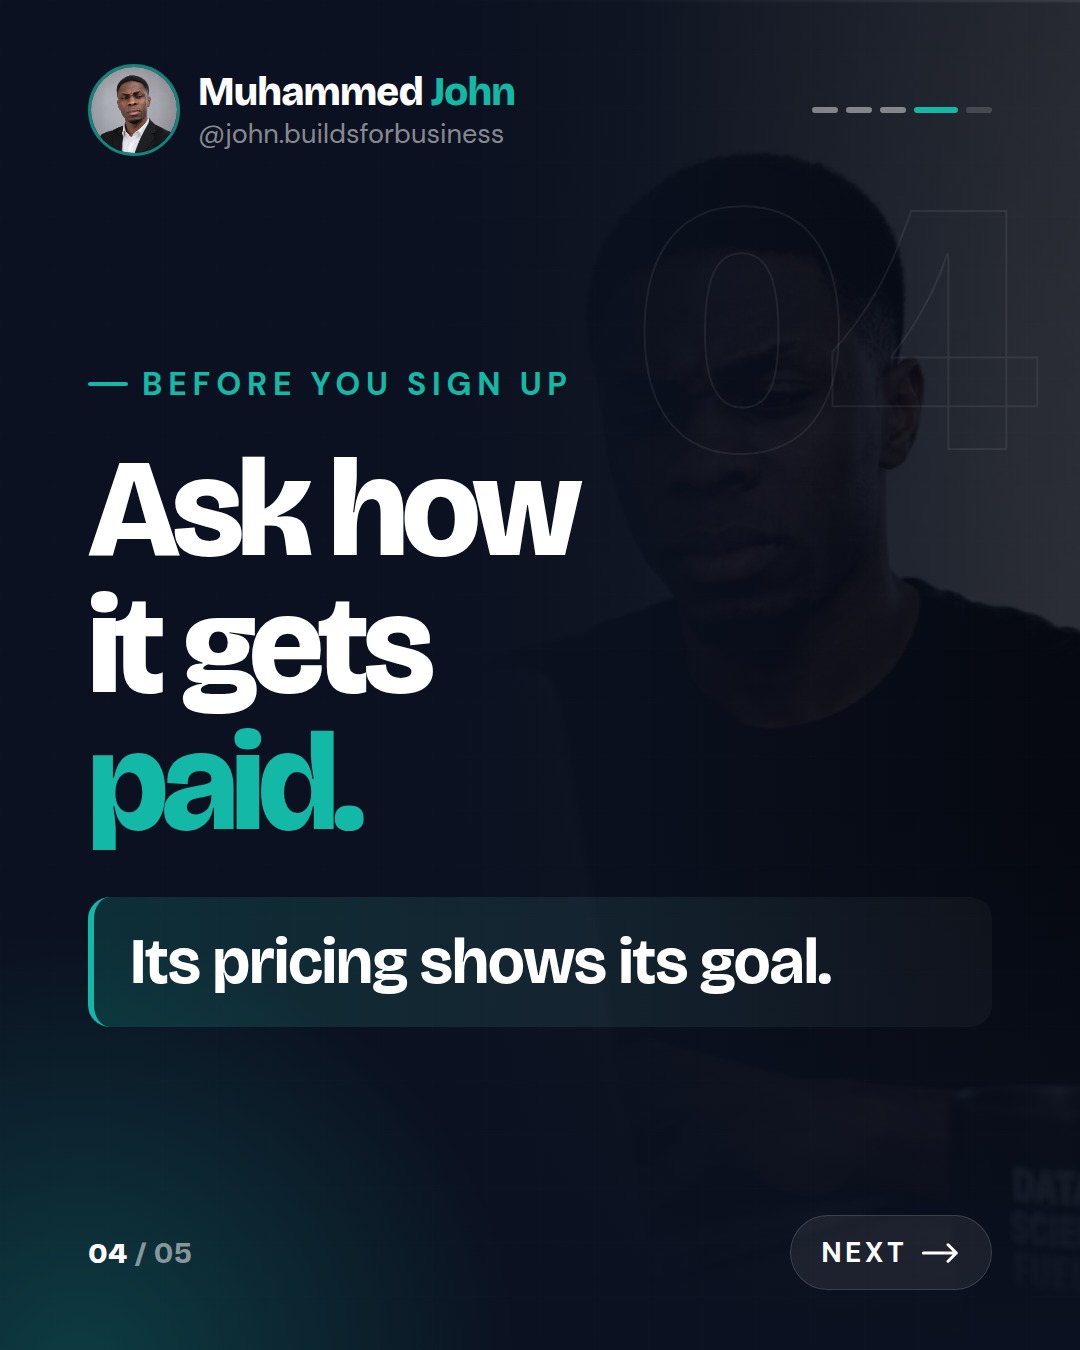 Muhammed John
@john.buildsforbusiness
04
BEFORE YOU SIGN UP
Ask how
it gets
paid.
Its pricing shows its goal.
04 / 05
NEXT